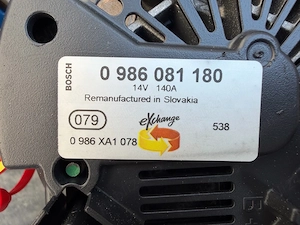 BOSCH
0 986 081 180
14V 140A
Remanufactured in Slovakia
079
eXchange
538
0 986 XA1 078